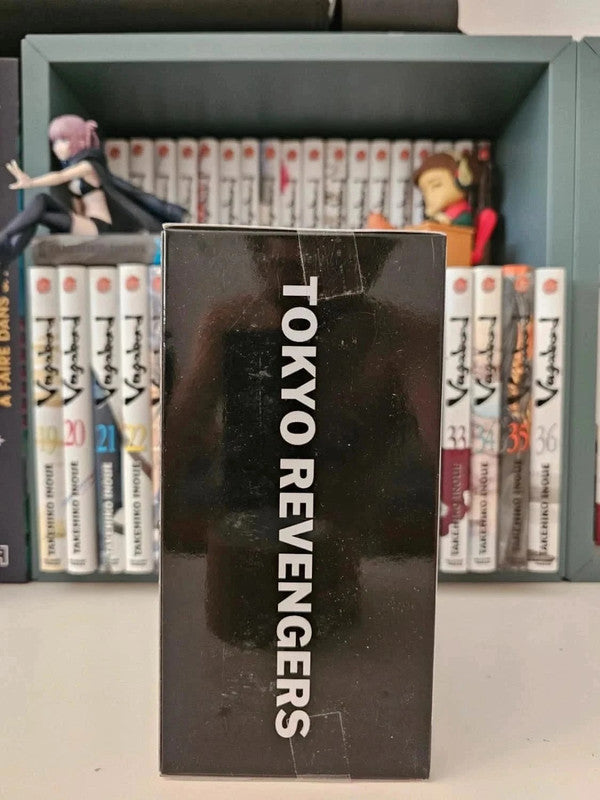 TOKYO REVENGERS
À FAIRE DANS
Vagabond
19
TAKEHIKO INOUE
Vagabond
20
TAKEHIKO INOUE
Vagabond
21
TAKEHIKO INOUE
Vagabond
22
TAKEHIKO INOUE
Vagabond
33
TAKEHIKO INOUE
Vagabond
34
TAKEHIKO INOUE
Vagabond
35
TAKEHIKO INOUE
Vagabond
36
TAKEHIKO INOUE